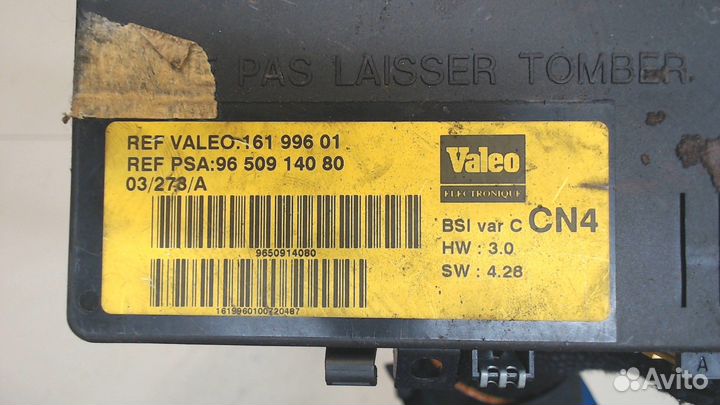 PAS LAISSER TOMBER
REF VALEO:161 996 01
REF PSA:96 509 140 80
03/273/A
9650914080
1619960100720487
Valeo
ELECTRONIQUE
BSI var C CN4
HW : 3.0
SW : 4.28
A
Avito